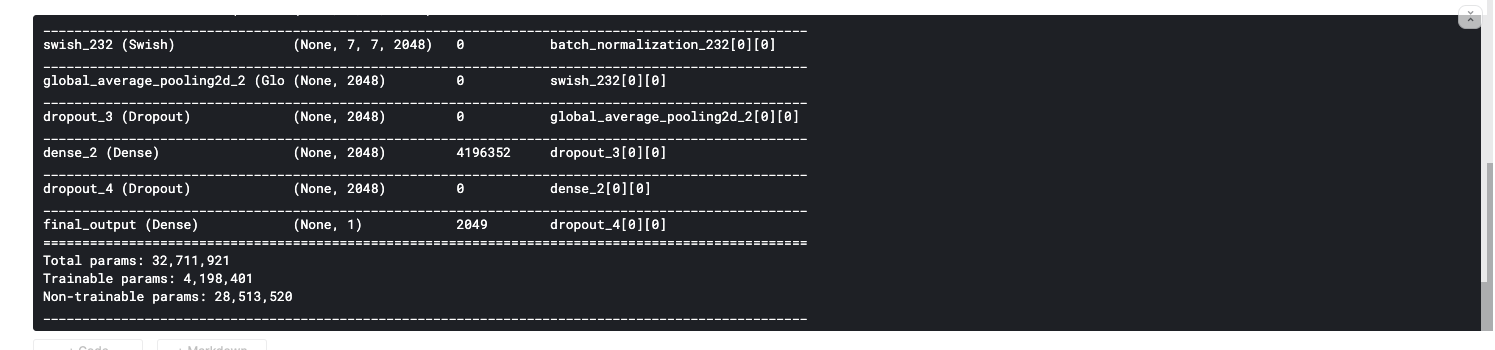 swish_232 (Swish) (None, 7, 7, 2048) 0 batch_normalization_232[0][0]
global_average_pooling2d_2 (Glo (None, 2048) 0 swish_232[0][0]
dropout_3 (Dropout) (None, 2048) 0 global_average_pooling2d_2[0][0]
dense_2 (Dense) (None, 2048) 4196352 dropout_3[0][0]
dropout_4 (Dropout) (None, 2048) 0 dense_2[0][0]
final_output (Dense) (None, 1) 2049 dropout_4[0][0]
Total params: 32,711,921
Trainable params: 4,198,401
Non-trainable params: 28,513,520
+ Code + Markdown